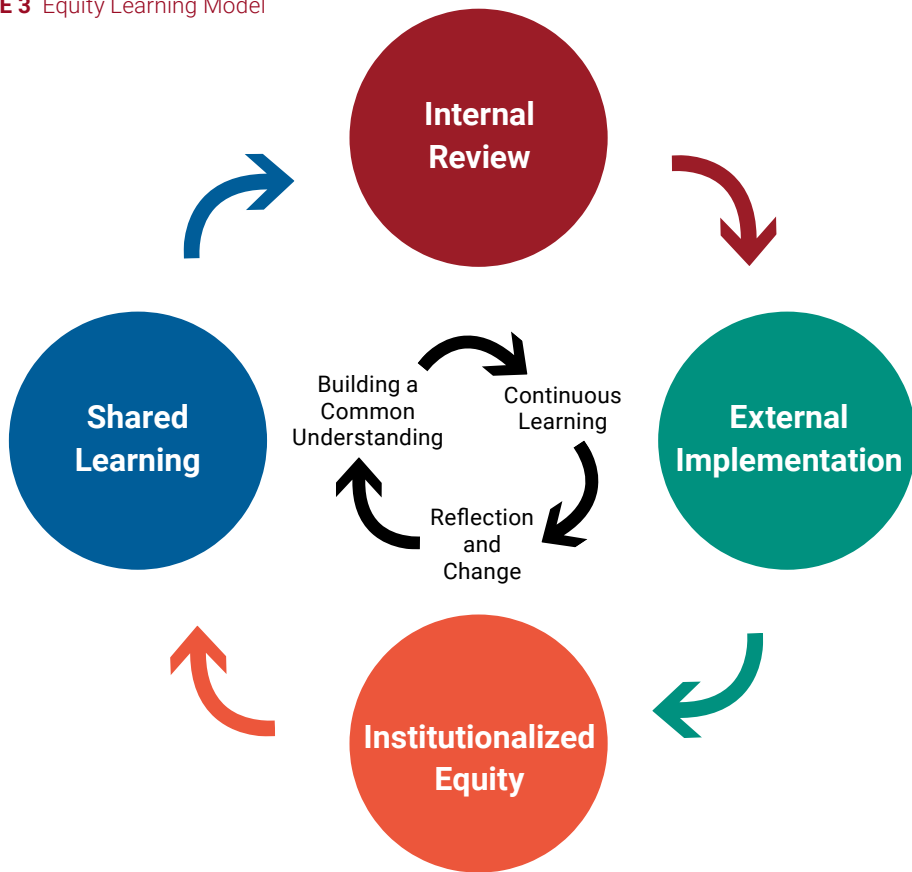 E 3 Equity Learning Model
Internal
Review
Shared
Learning
Building a
Common
Understanding
Continuous
Learning
External
Implementation
Reflection
and
Change
Institutionalized
Equity